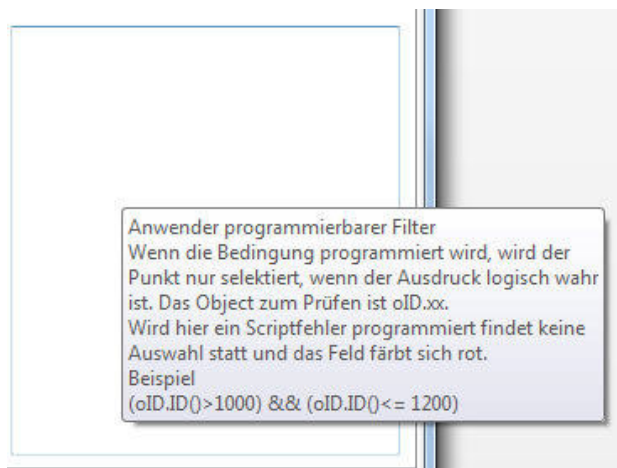 Anwender programmierbarer Filter
Wenn die Bedingung programmiert wird, wird der
Punkt nur selektiert, wenn der Ausdruck logisch wahr
ist. Das Object zum Prüfen ist oID.xx.
Wird hier ein Scriptfehler programmiert findet keine
Auswahl statt und das Feld färbt sich rot.
Beispiel
(oID.ID()>1000) && (oID.ID()<= 1200)